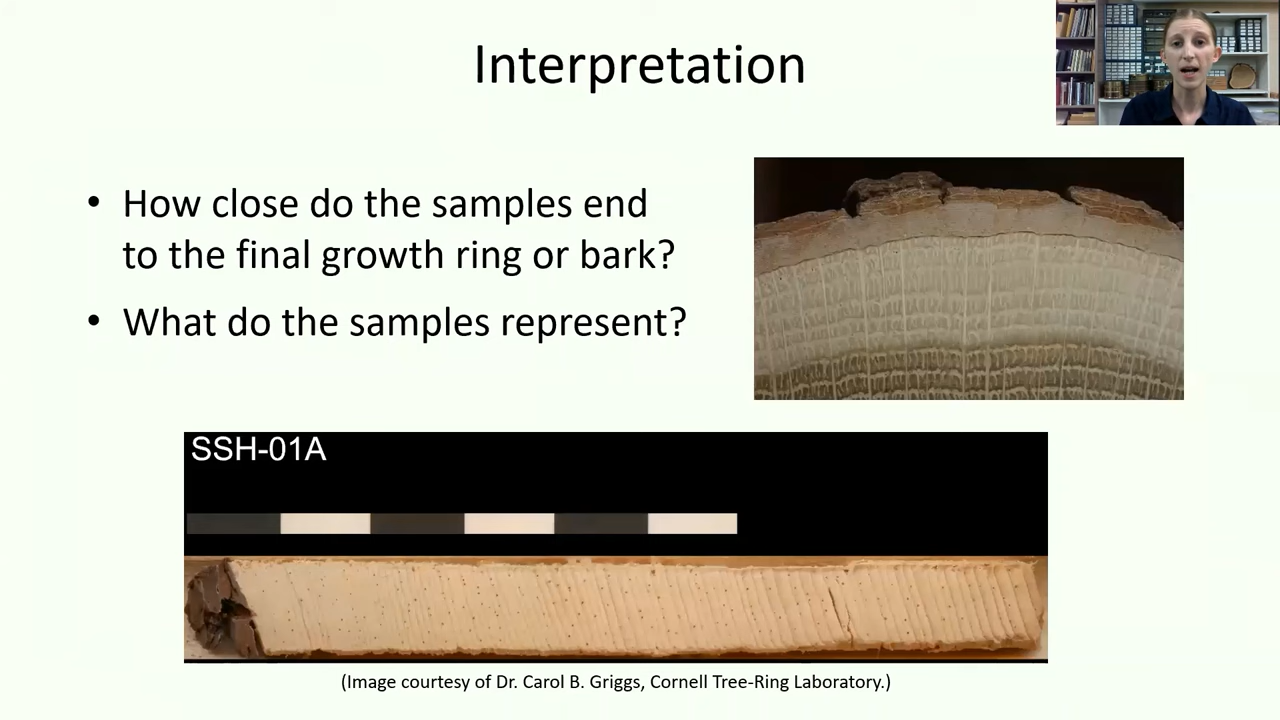 Interpretation
• How close do the samples end
to the final growth ring or bark?
• What do the samples represent?
SSH-01A
(Image courtesy of Dr. Carol B. Griggs, Cornell Tree-Ring Laboratory.)